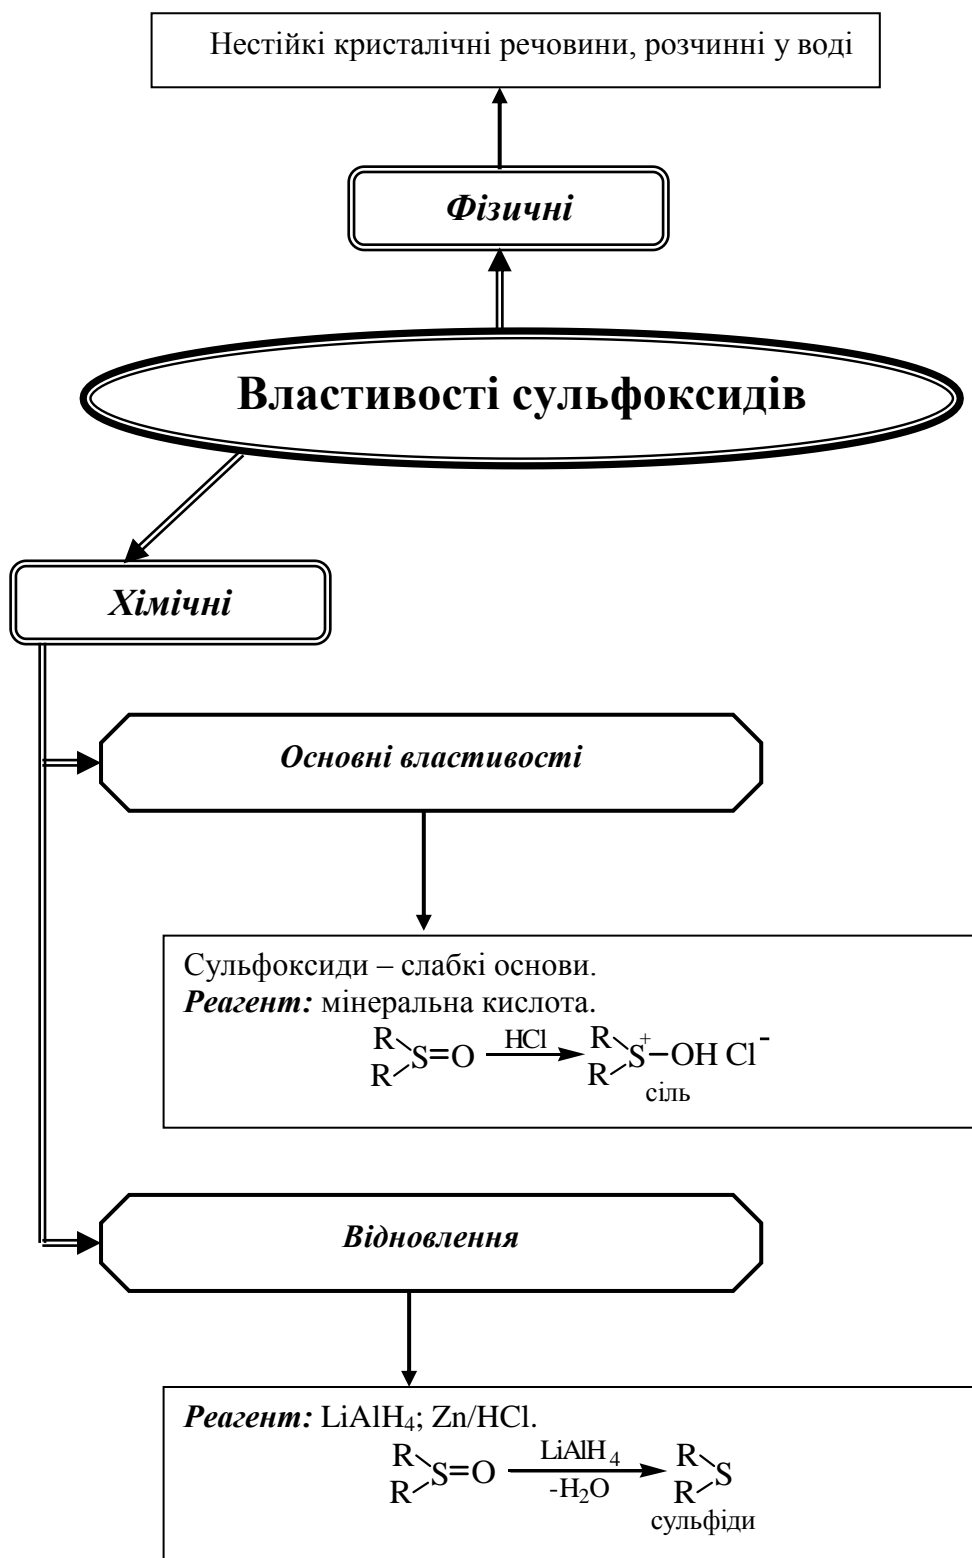 Нестійкі кристалічні речовини, розчинні у воді
Фізичні
Властивості сульфоксидів
Хімічні
Основні властивості
Сульфоксиди – слабкі основи.
Реагент: мінеральна кислота.
R
R
S=O
HCl
R
R
S⁺–OH Cl⁻
сіль
Відновлення
Реагент: LiAlH₄; Zn/HCl.
R
R
S=O
LiAlH₄
-H₂O
R
R
S
сульфіди